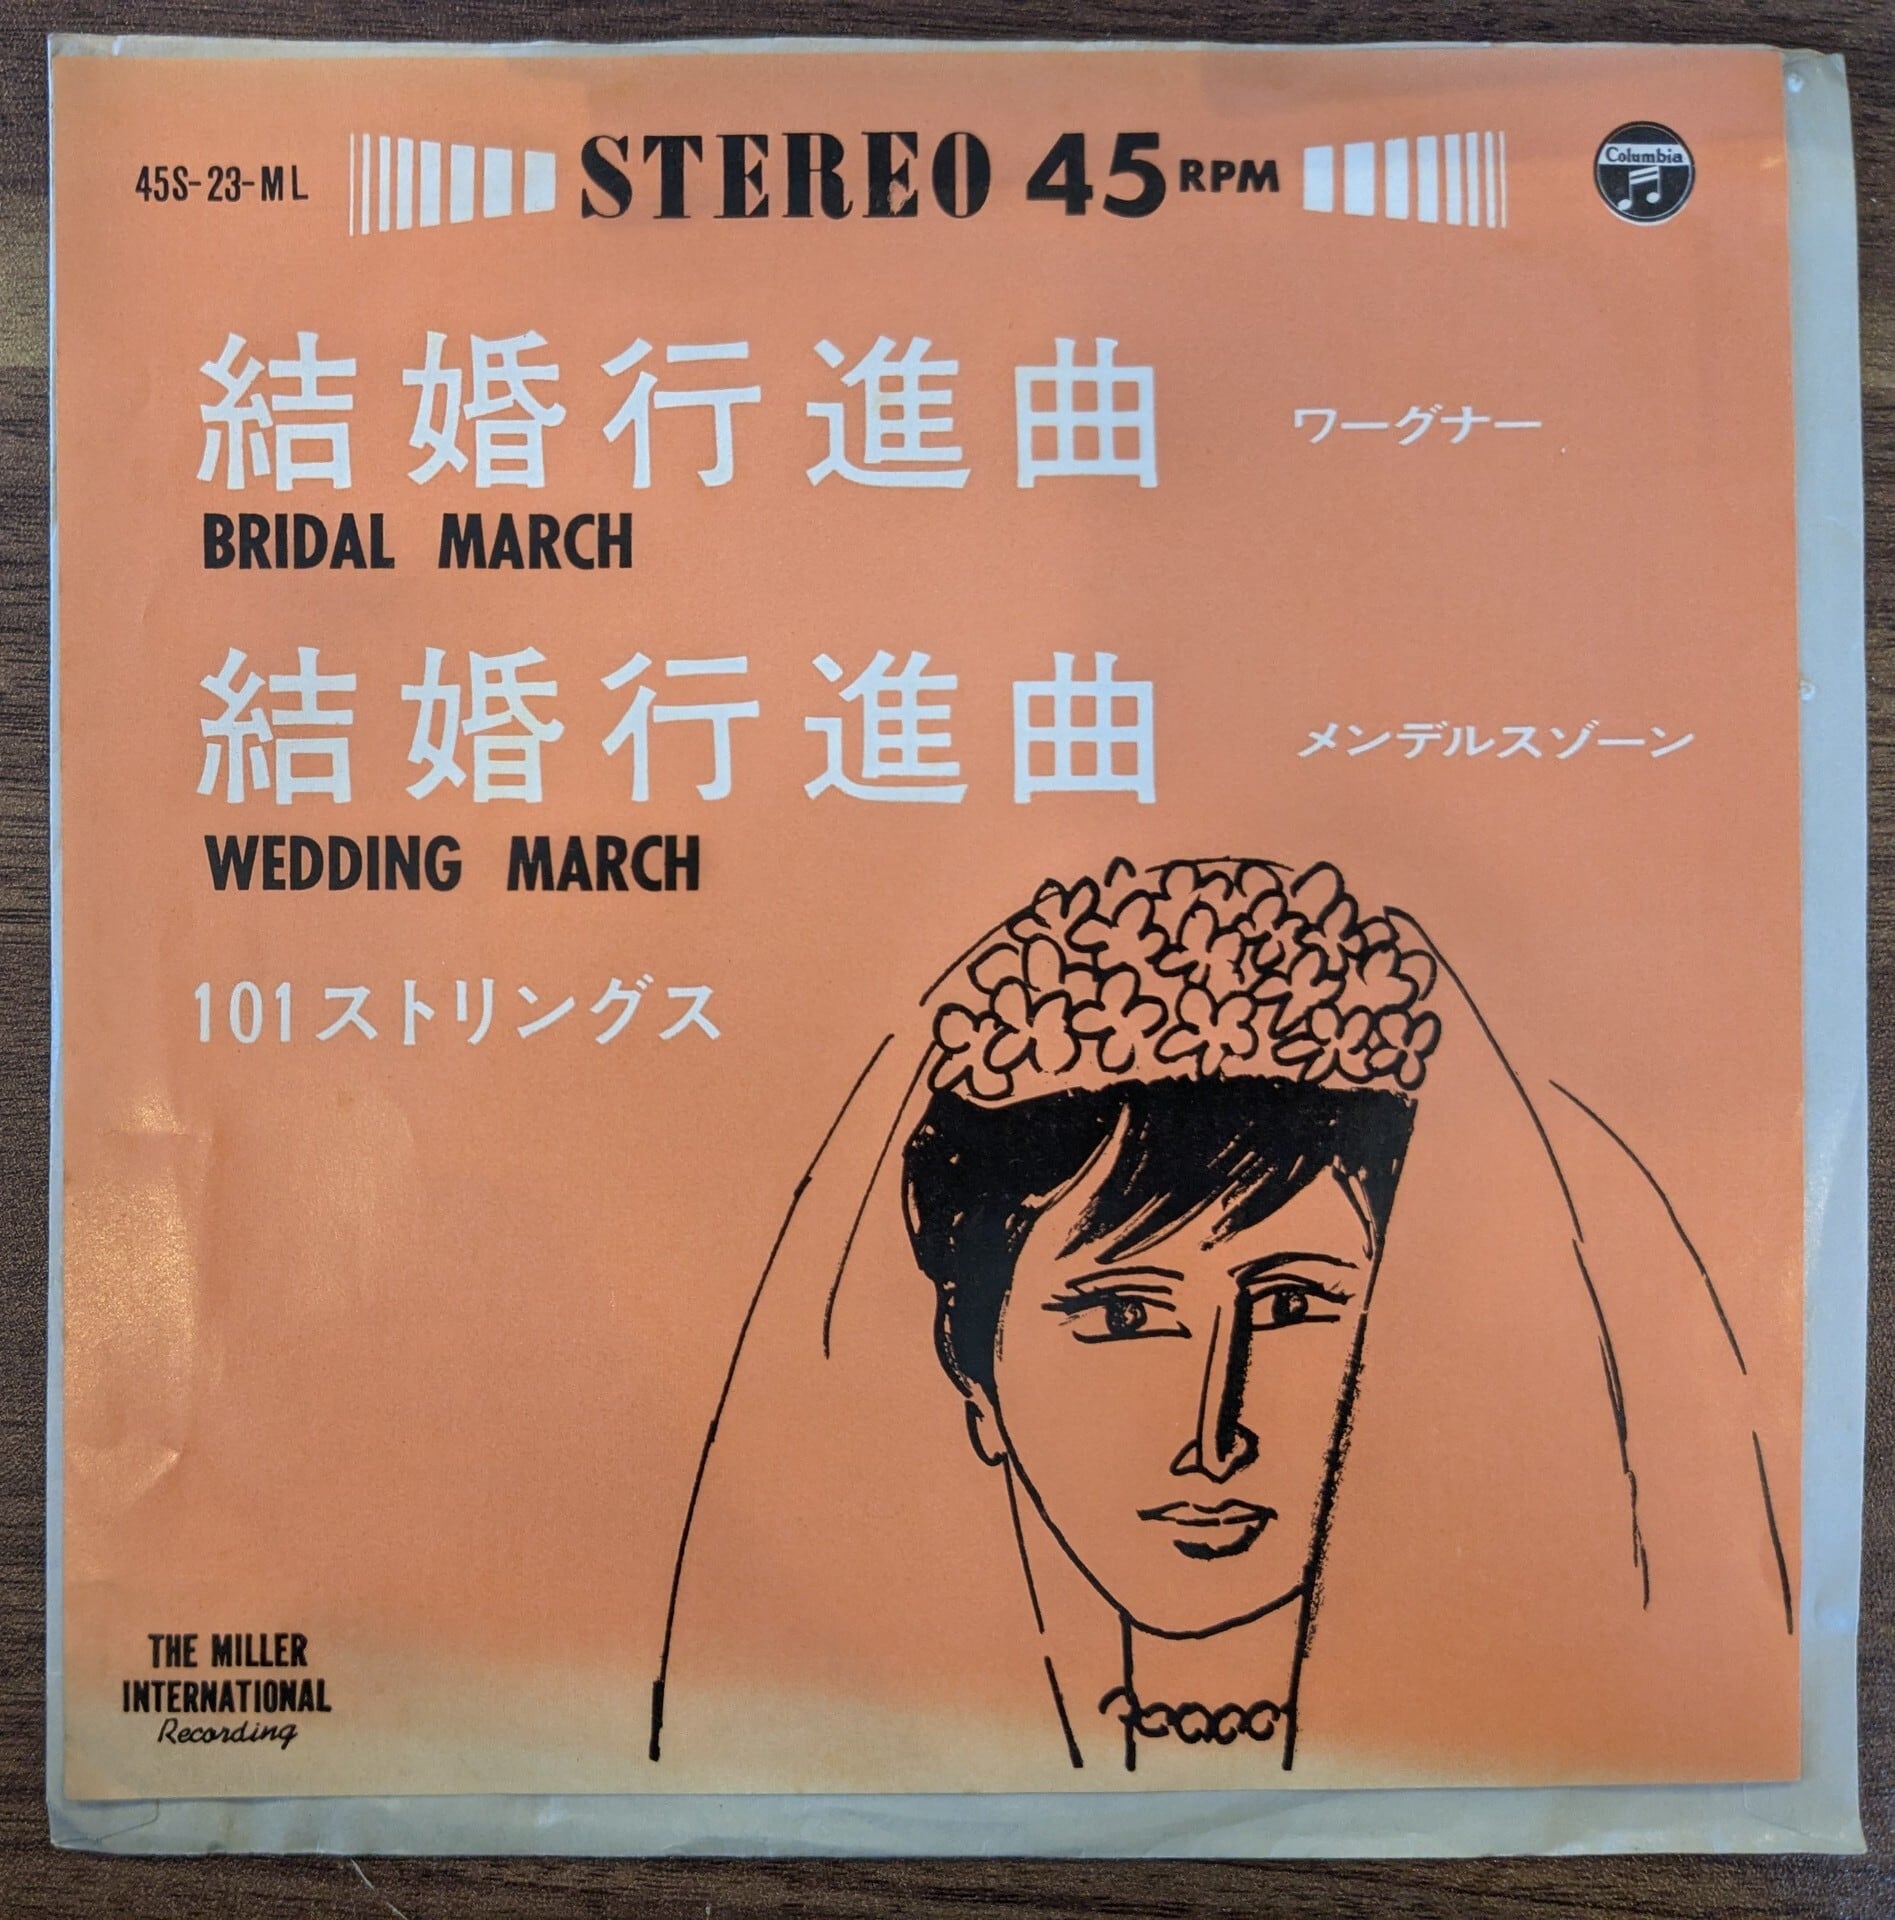 45S-23-ML STEREO 45 RPM Columbia
結婚行進曲 ワーグナー
BRIDAL MARCH
結婚行進曲 メンデルスゾーン
WEDDING MARCH
101ストリングス
THE MILLER
INTERNATIONAL
Recording